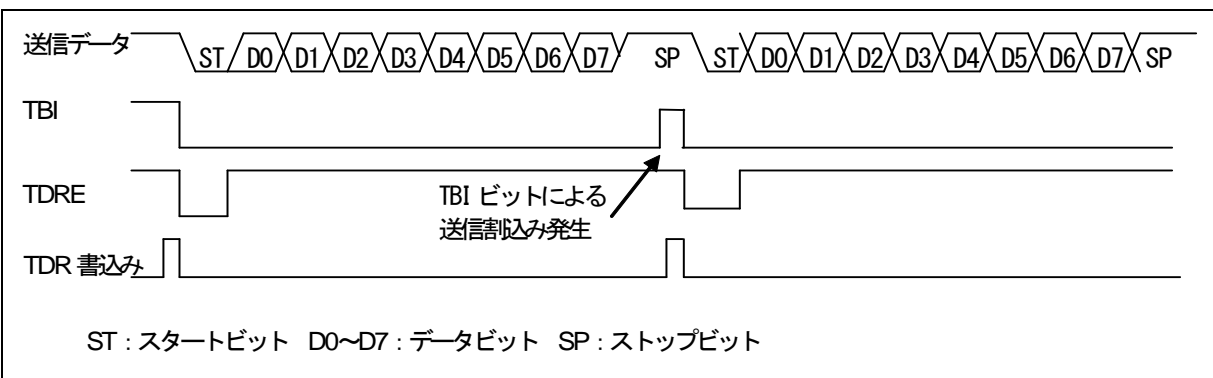 送信データ ST D0 D1 D2 D3 D4 D5 D6 D7 SP ST D0 D1 D2 D3 D4 D5 D6 D7 SP
TBI
TDRE
TBI ビットによる
送信割込み発生
TDR 書込み
ST：スタートビット D0～D7：データビット SP：ストップビット